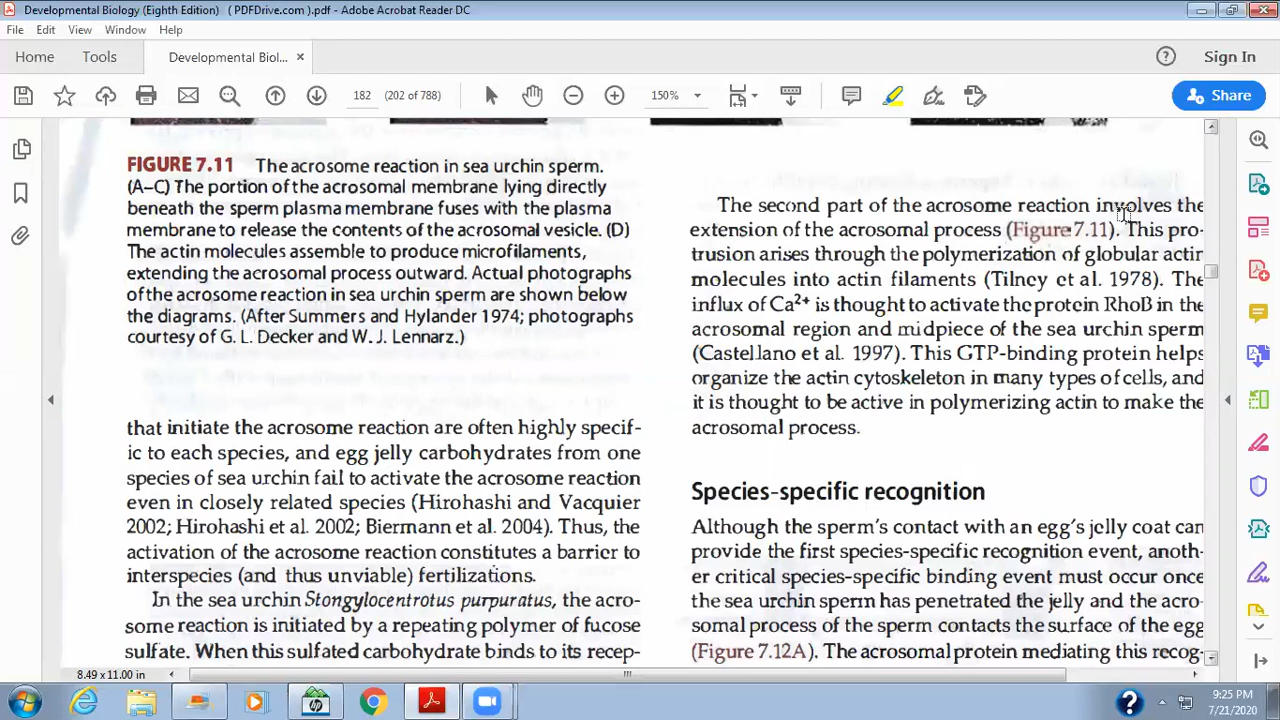 Developmental Biology (Eighth Edition) ( PDFDrive.com ).pdf - Adobe Acrobat Reader DC
File Edit View Window Help
Home Tools Developmental Biol... × ? Sign In
182 (202 of 788) 150% Share
FIGURE 7.11 The acrosome reaction in sea urchin sperm.
(A–C) The portion of the acrosomal membrane lying directly
beneath the sperm plasma membrane fuses with the plasma
membrane to release the contents of the acrosomal vesicle. (D)
The actin molecules assemble to produce microfilaments,
extending the acrosomal process outward. Actual photographs
of the acrosome reaction in sea urchin sperm are shown below
the diagrams. (After Summers and Hylander 1974; photographs
courtesy of G. L. Decker and W. J. Lennarz.)
that initiate the acrosome reaction are often highly specif-
ic to each species, and egg jelly carbohydrates from one
species of sea urchin fail to activate the acrosome reaction
even in closely related species (Hirohashi and Vacquier
2002; Hirohashi et al. 2002; Biermann et al. 2004). Thus, the
activation of the acrosome reaction constitutes a barrier to
interspecies (and thus unviable) fertilizations.
In the sea urchin Stongylocentrotus purpuratus, the acro-
some reaction is initiated by a repeating polymer of fucose
sulfate. When this sulfated carbohydrate binds to its recep-
The second part of the acrosome reaction involves the
extension of the acrosomal process (Figure 7.11). This pro-
trusion arises through the polymerization of globular actin
molecules into actin filaments (Tilney et al. 1978). The
influx of Ca²⁺ is thought to activate the protein RhoB in the
acrosomal region and midpiece of the sea urchin sperm
(Castellano et al. 1997). This GTP-binding protein helps
organize the actin cytoskeleton in many types of cells, and
it is thought to be active in polymerizing actin to make the
acrosomal process.
Species-specific recognition
Although the sperm's contact with an egg's jelly coat can
provide the first species-specific recognition event, anoth-
er critical species-specific binding event must occur once
the sea urchin sperm has penetrated the jelly and the acro-
somal process of the sperm contacts the surface of the egg
(Figure 7.12A). The acrosomal protein mediating this recog-
8.49 x 11.00 in
9:25 PM
7/21/2020